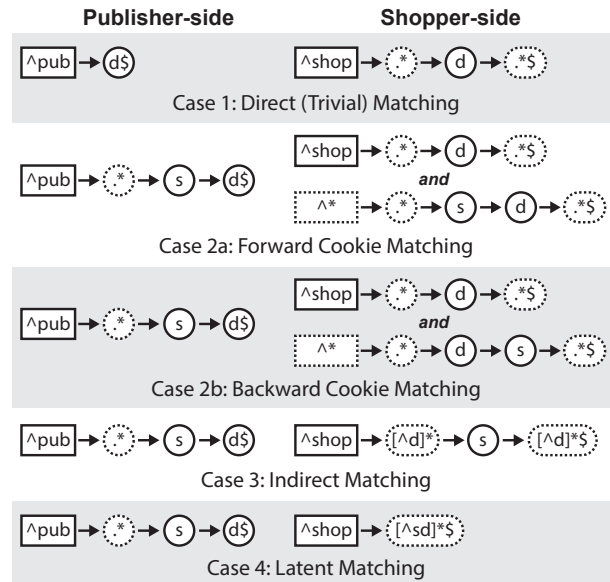 Publisher-side Shopper-side
^pub d$ ^shop .* d .*$
Case 1: Direct (Trivial) Matching
^shop .* d .*$
^pub .* s d$ and
^* .* s d .*$
Case 2a: Forward Cookie Matching
^shop .* d .*$
^pub .* s d$ and
^* .* d s .*$
Case 2b: Backward Cookie Matching
^pub .* s d$ ^shop [^d]* s [^d]*$
Case 3: Indirect Matching
^pub .* s d$ ^shop [^sd]*$
Case 4: Latent Matching